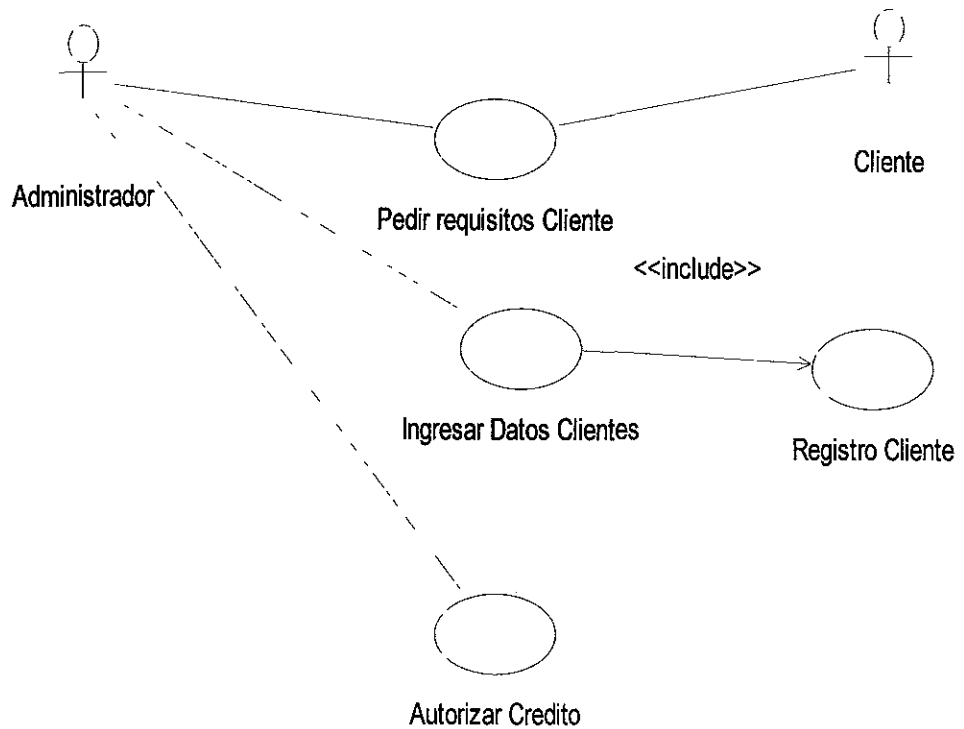 Cliente
Administrador
Pedir requisitos Cliente
<<include>>
Ingresar Datos Clientes
Registro Cliente
Autorizar Credito